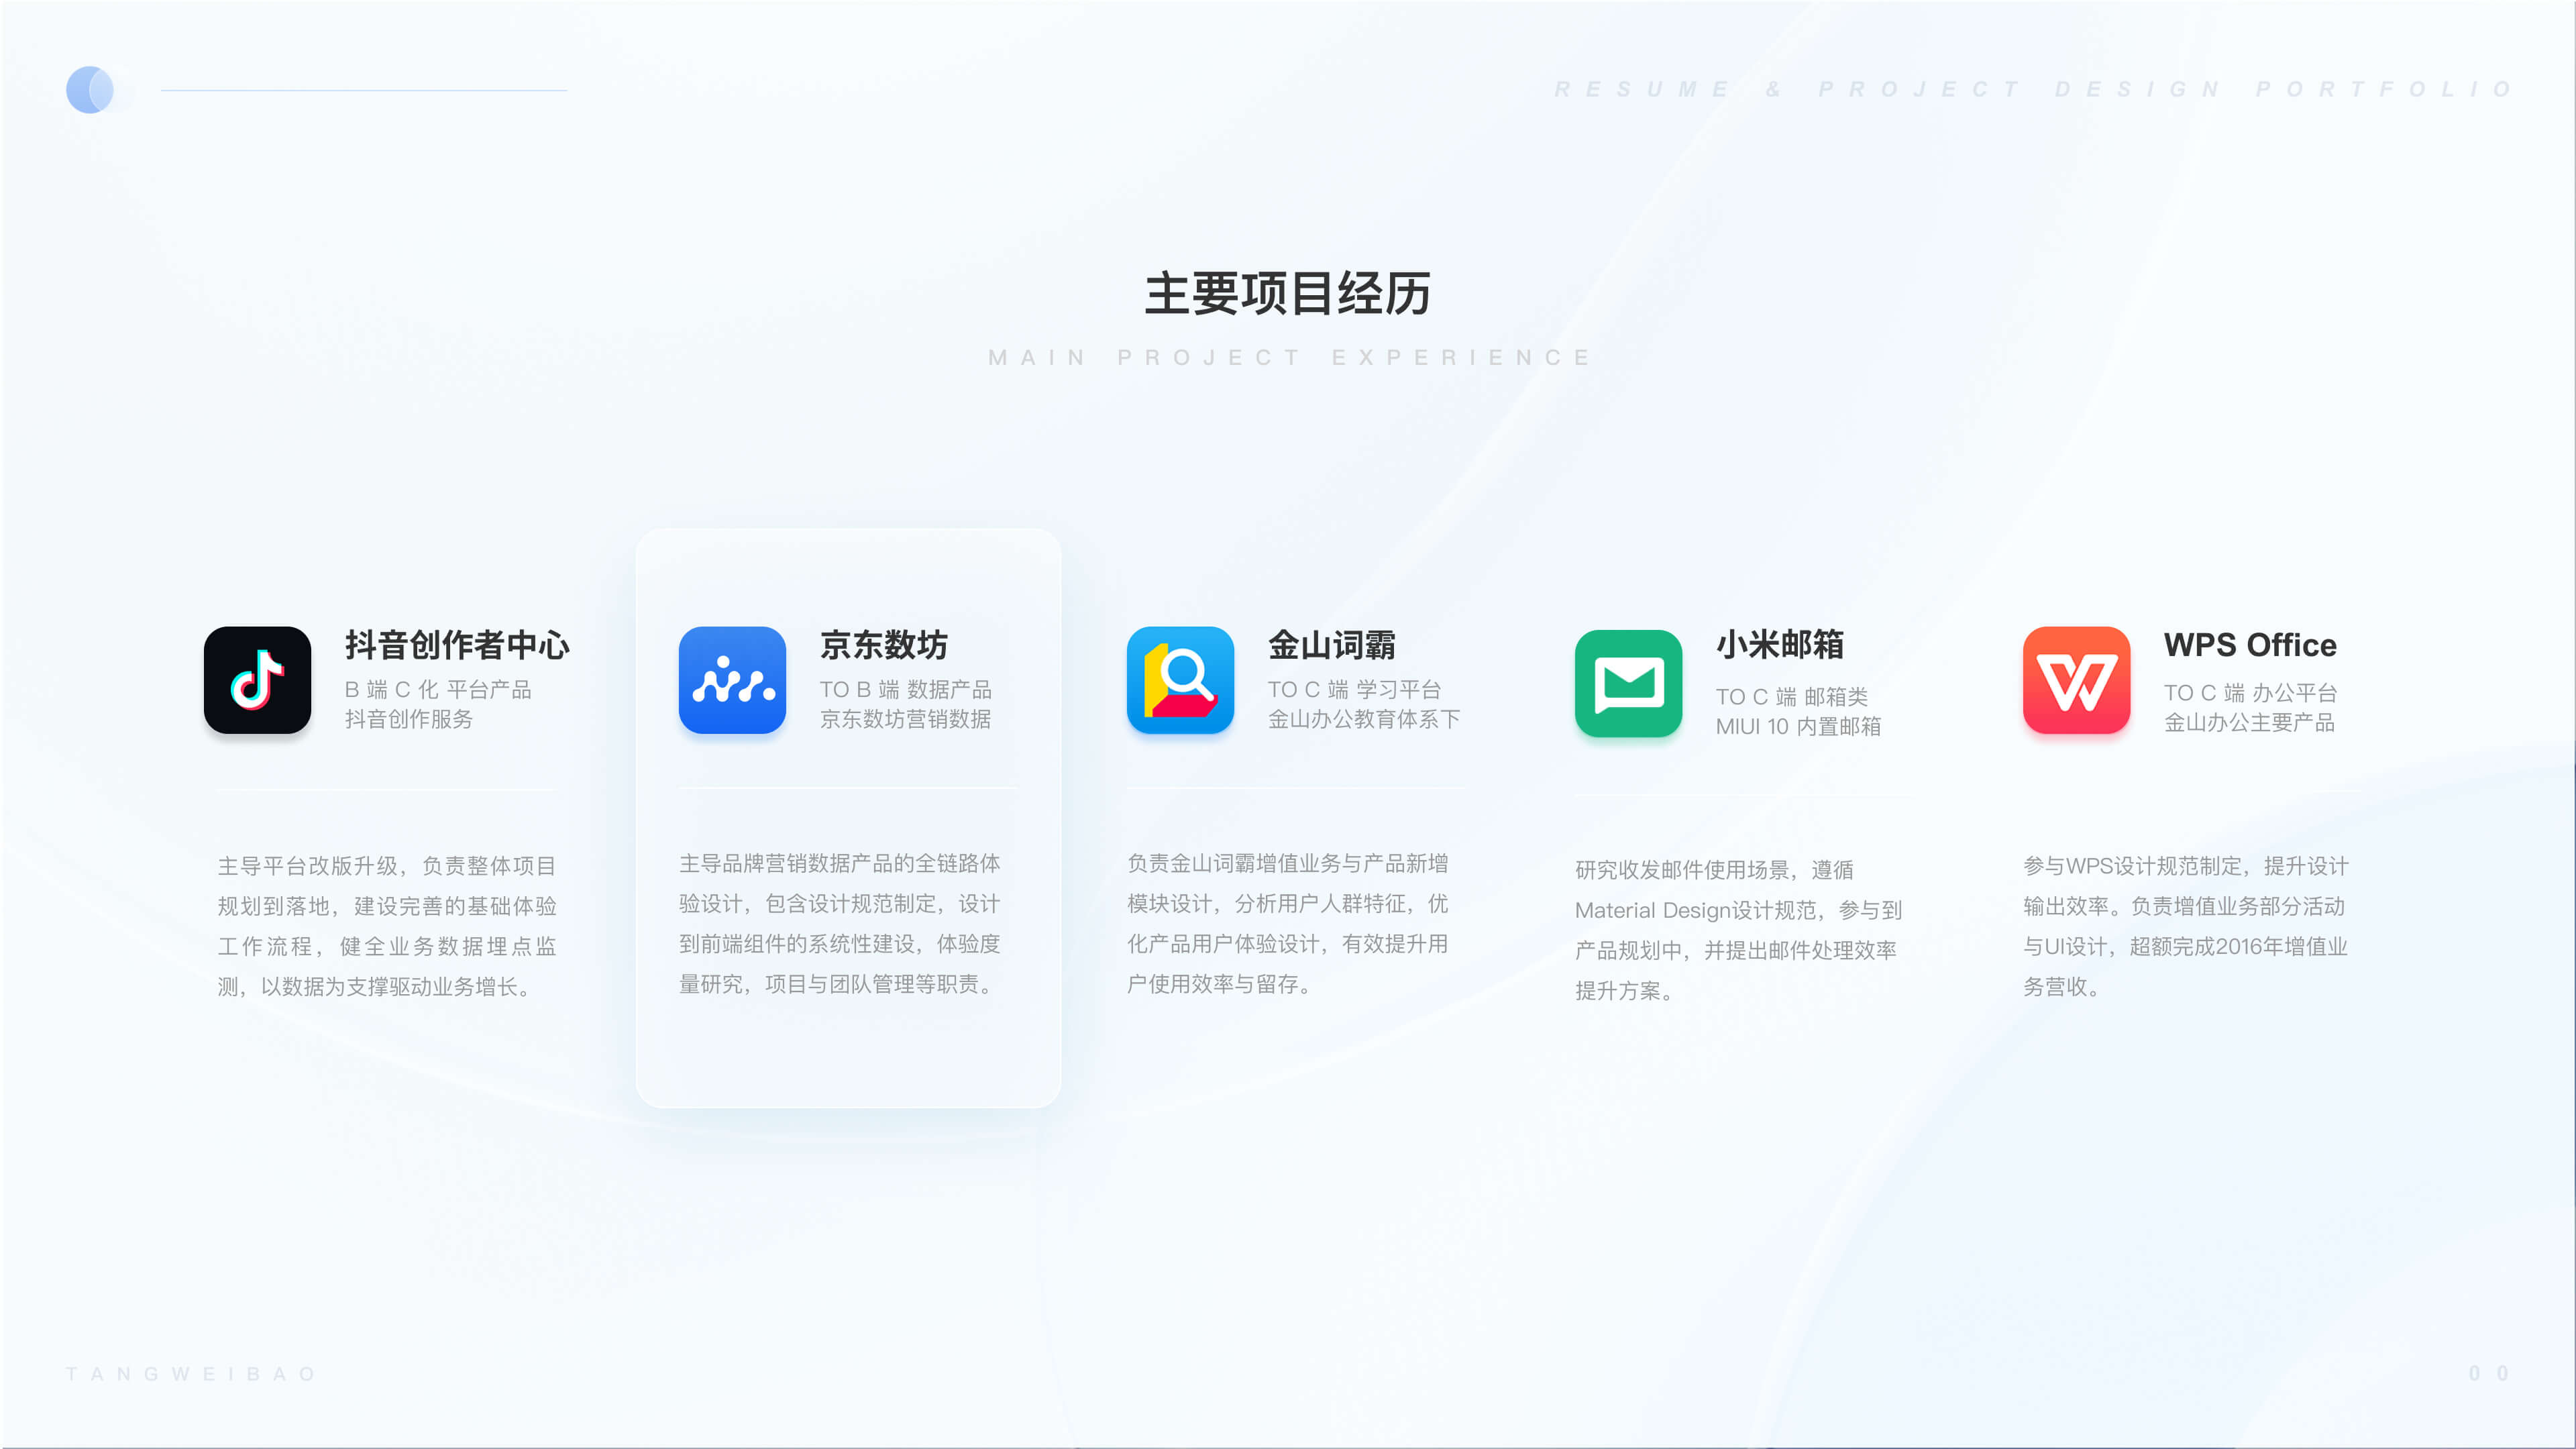 RESUME & PROJECT DESIGN PORTFOLIO
主要项目经历
MAIN PROJECT EXPERIENCE
抖音创作者中心
B 端 C 化 平台产品
抖音创作服务
主导平台改版升级，负责整体项目
规划到落地，建设完善的基础体验
工作流程，健全业务数据埋点监
测，以数据为支撑驱动业务增长。
京东数坊
TO B 端 数据产品
京东数坊营销数据
主导品牌营销数据产品的全链路体
验设计，包含设计规范制定，设计
到前端组件的系统性建设，体验度
量研究，项目与团队管理等职责。
金山词霸
TO C 端 学习平台
金山办公教育体系下
负责金山词霸增值业务与产品新增
模块设计，分析用户人群特征，优
化产品用户体验设计，有效提升用
户使用效率与留存。
小米邮箱
TO C 端 邮箱类
MIUI 10 内置邮箱
研究收发邮件使用场景，遵循
Material Design设计规范，参与到
产品规划中，并提出邮件处理效率
提升方案。
WPS Office
TO C 端 办公平台
金山办公主要产品
参与WPS设计规范制定，提升设计
输出效率。负责增值业务部分活动
与UI设计，超额完成2016年增值业
务营收。
TANGWEIBAO
00